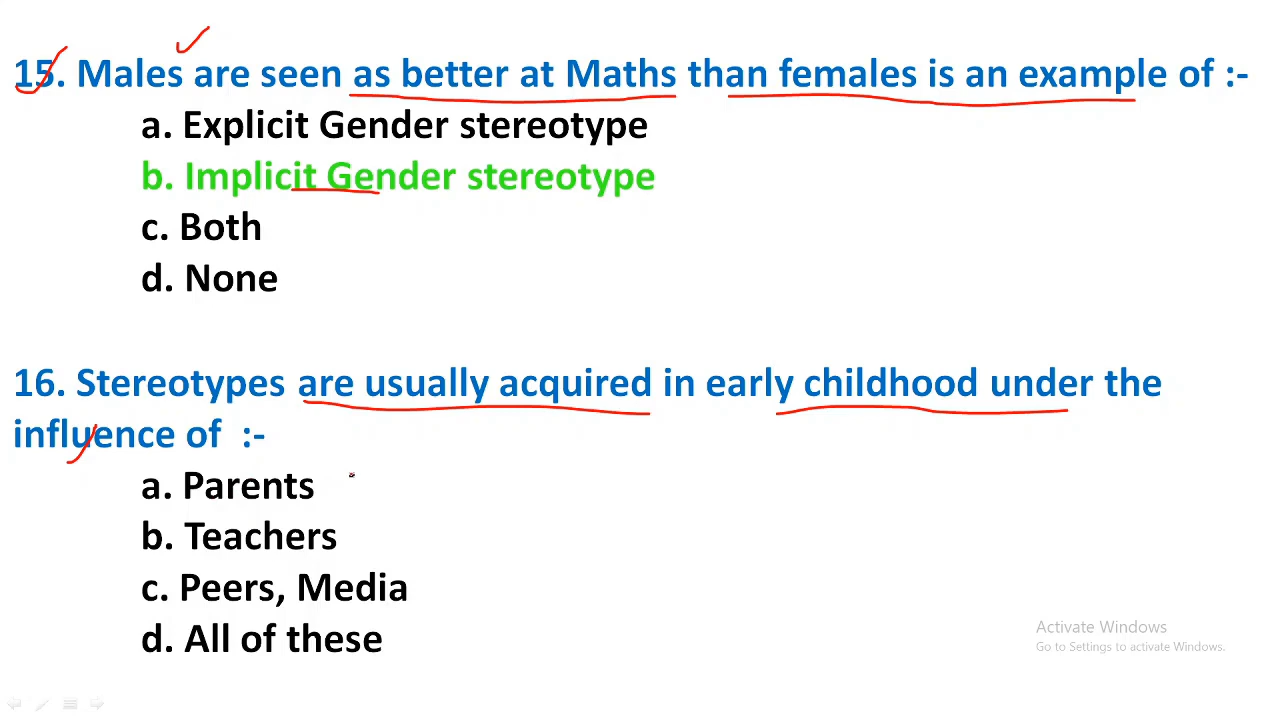 15. Males are seen as better at Maths than females is an example of :-
a. Explicit Gender stereotype
b. Implicit Gender stereotype
c. Both
d. None
16. Stereotypes are usually acquired in early childhood under the
influence of :-
a. Parents
b. Teachers
c. Peers, Media
d. All of these
Activate Windows
Go to Settings to activate Windows.